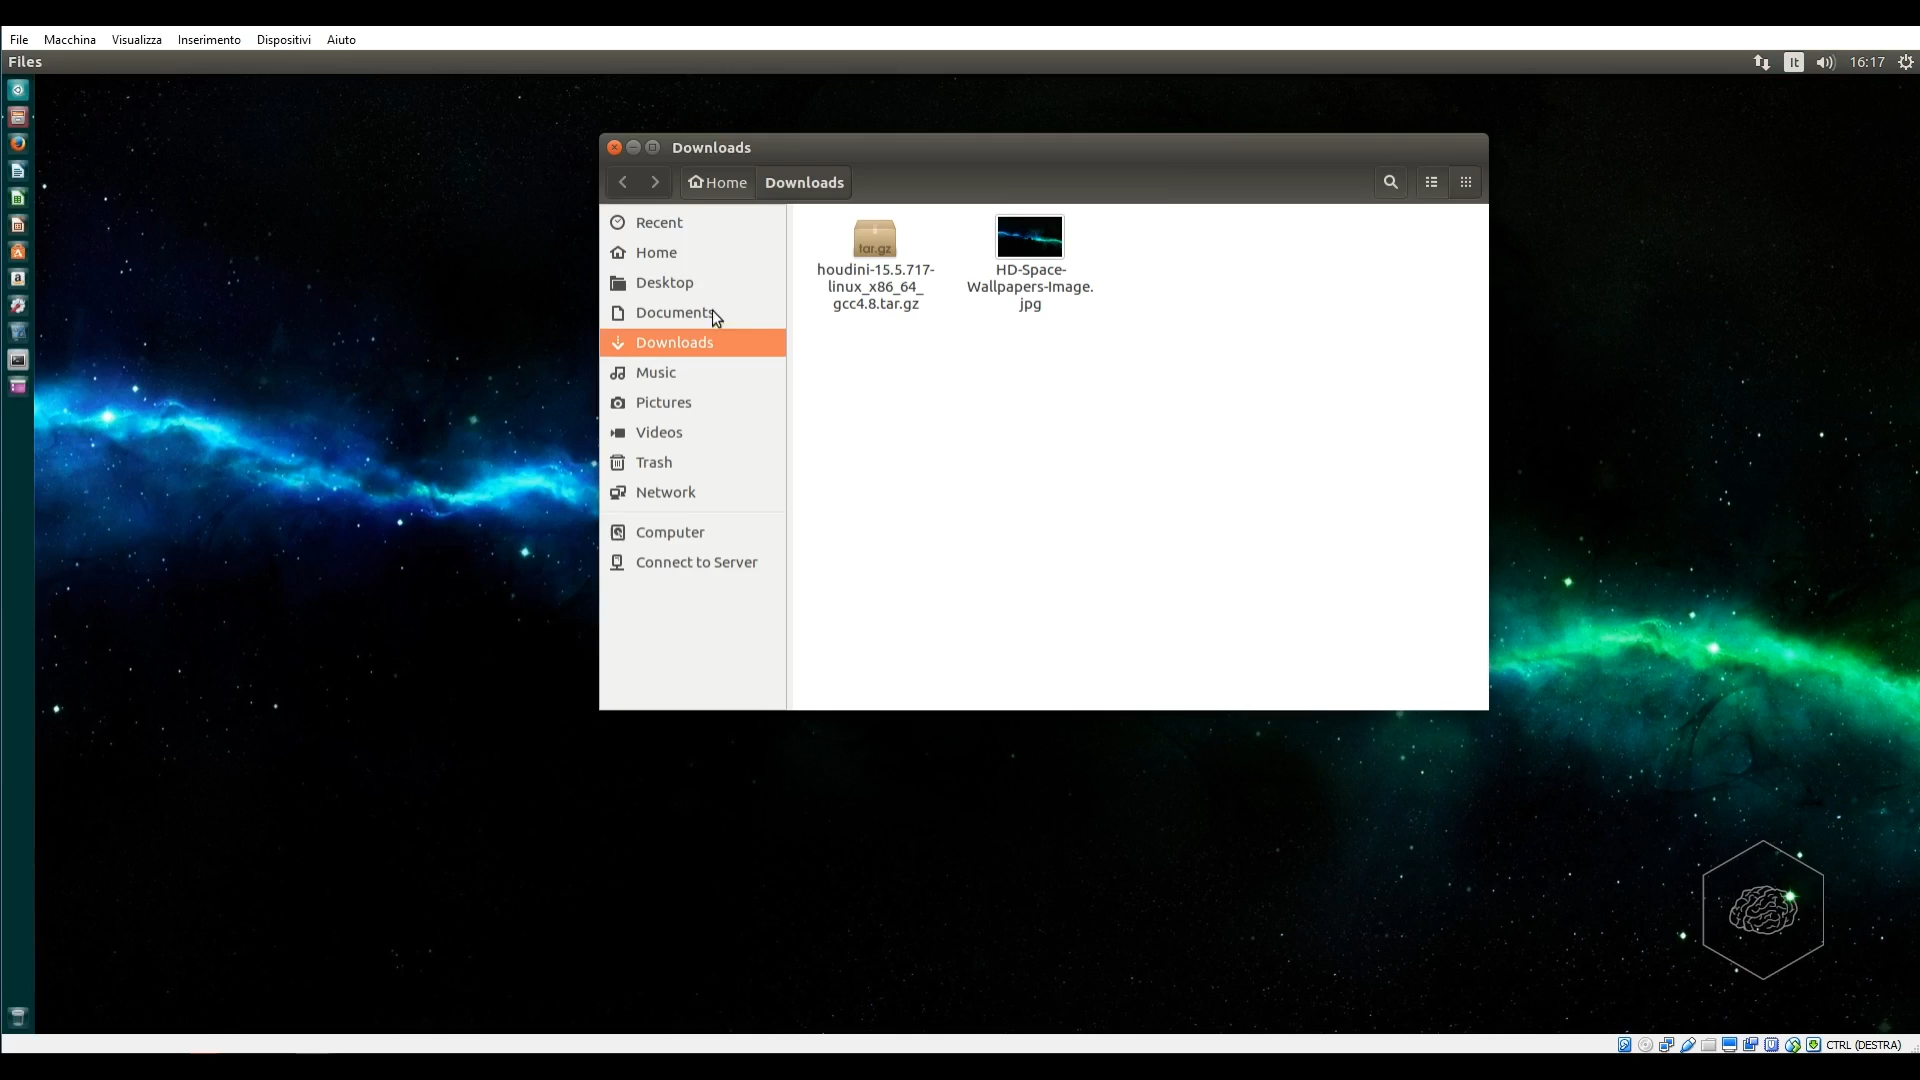 File Macchina Visualizza Inserimento Dispositivi Aiuto
Files
It 16:17
Downloads
Home Downloads
Recent
Home
Desktop
Documents
Downloads
Music
Pictures
Videos
Trash
Network
Computer
Connect to Server
tar.gz
houdini-15.5.717-
linux_x86_64_
gcc4.8.tar.gz
HD-Space-
Wallpapers-Image.
jpg
CTRL (DESTRA)